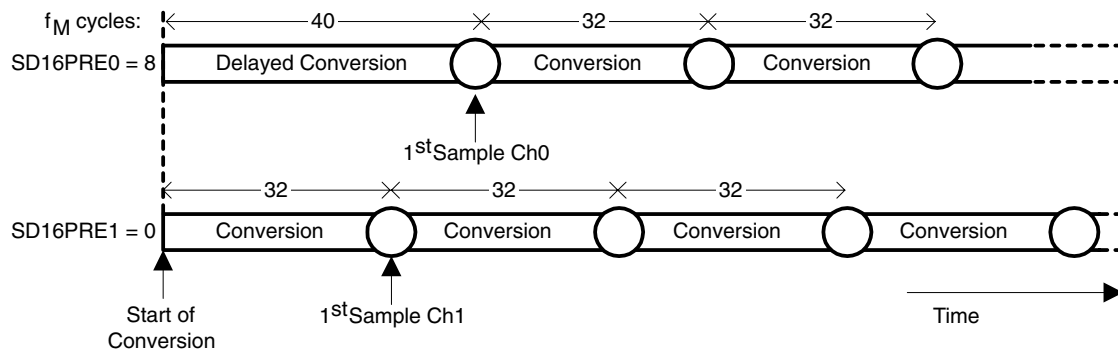 f_M cycles:
40 32 32
SD16PRE0 = 8 Delayed Conversion Conversion Conversion
1st Sample Ch0
32 32 32
SD16PRE1 = 0 Conversion Conversion Conversion Conversion
Start of Conversion
1st Sample Ch1
Time